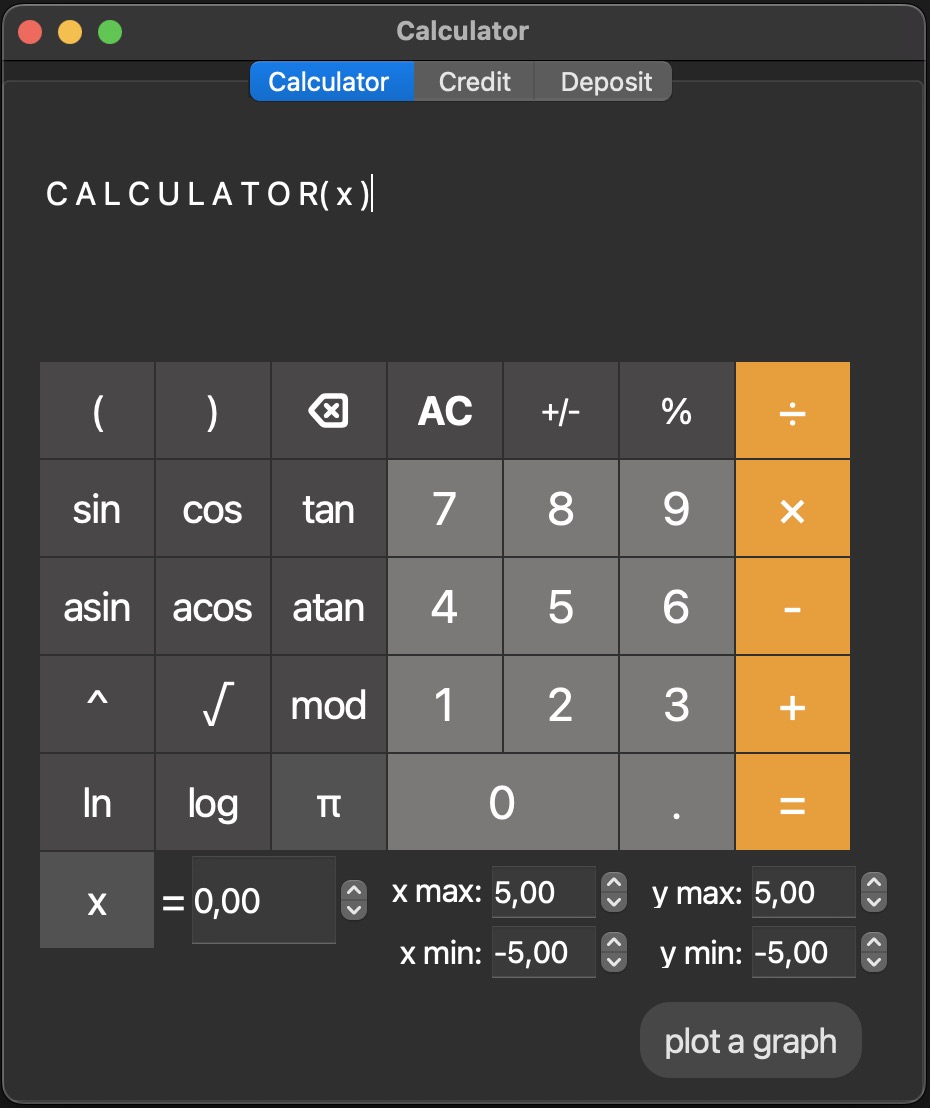 Calculator
Calculator Credit Deposit
C A L C U L A T O R( x )
( ) AC +/- % ÷
sin cos tan 7 8 9 ×
asin acos atan 4 5 6 -
^ √ mod 1 2 3 +
ln log π 0 . =
x = 0,00 x max: 5,00 y max: 5,00
x min: -5,00 y min: -5,00
plot a graph